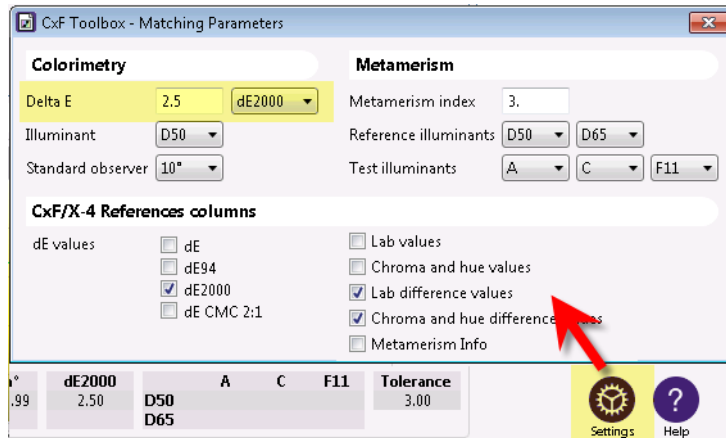 CxF Toolbox - Matching Parameters
Colorimetry
Delta E 2.5 dE2000
Illuminant D50
Standard observer 10°
Metamerism
Metamerism index 3.
Reference illuminants D50 D65
Test illuminants A C F11
CxF/X-4 References columns
dE values
dE
dE94
dE2000
dE CMC 2:1
Lab values
Chroma and hue values
Lab difference values
Chroma and hue difference values
Metamerism Info
dE2000 A C F11 Tolerance
.99 2.50 D50 3.00
D65
Settings Help